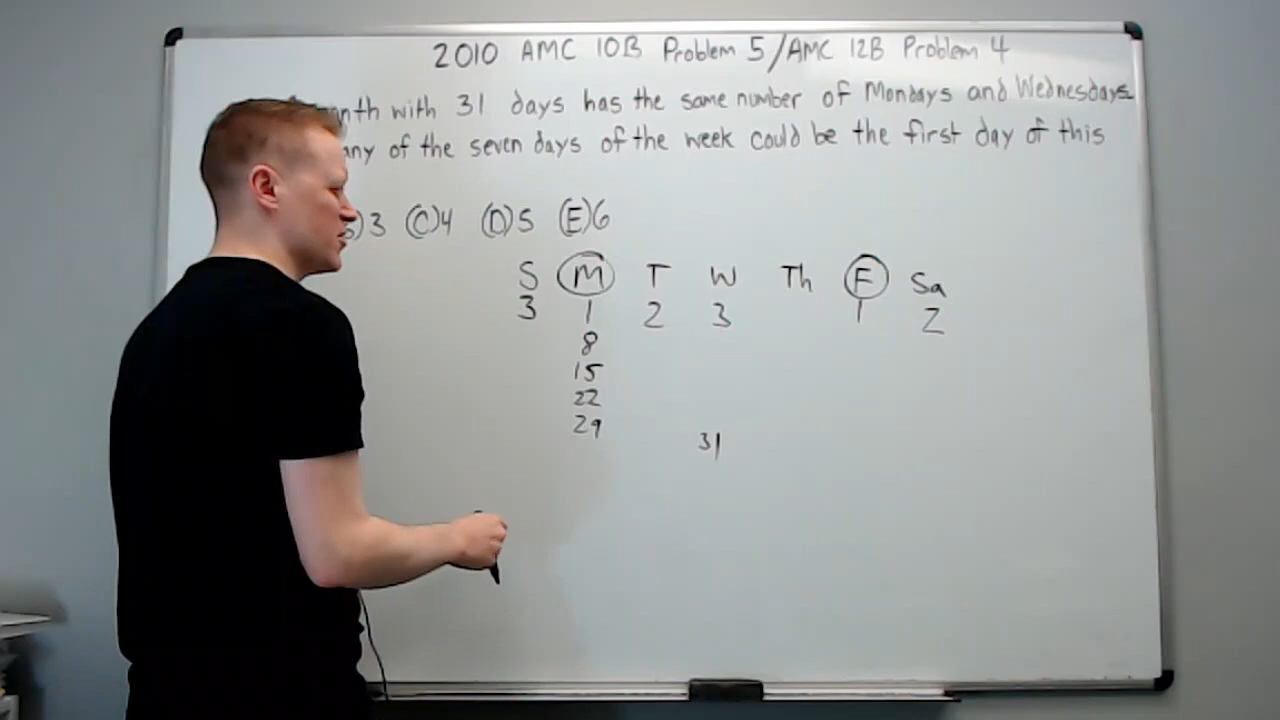 2010 AMC 10B Problem 5/AMC 12B Problem 4
with 31 days has the same number of Mondays and Wednesdays.
of the seven days of the week could be the first day of this
3 (C)4 (D)5 (E)6
S M T W Th F Sa
3 1 2 3 1 2
8
15
22
29
31